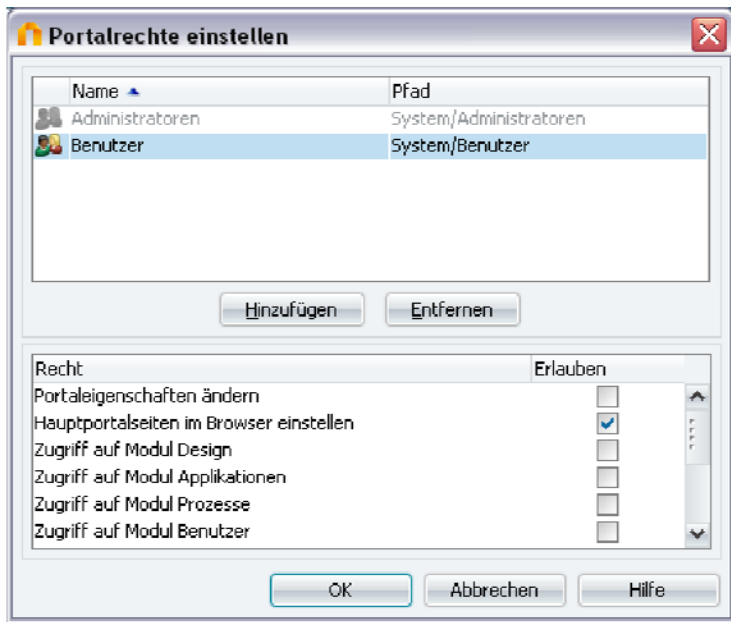 Portalrechte einstellen
Name Pfad
Administratoren System/Administratoren
Benutzer System/Benutzer
Hinzufügen Entfernen
Recht Erlauben
Portaleigenschaften ändern
Hauptportalseiten im Browser einstellen
Zugriff auf Modul Design
Zugriff auf Modul Applikationen
Zugriff auf Modul Prozesse
Zugriff auf Modul Benutzer
OK Abbrechen Hilfe